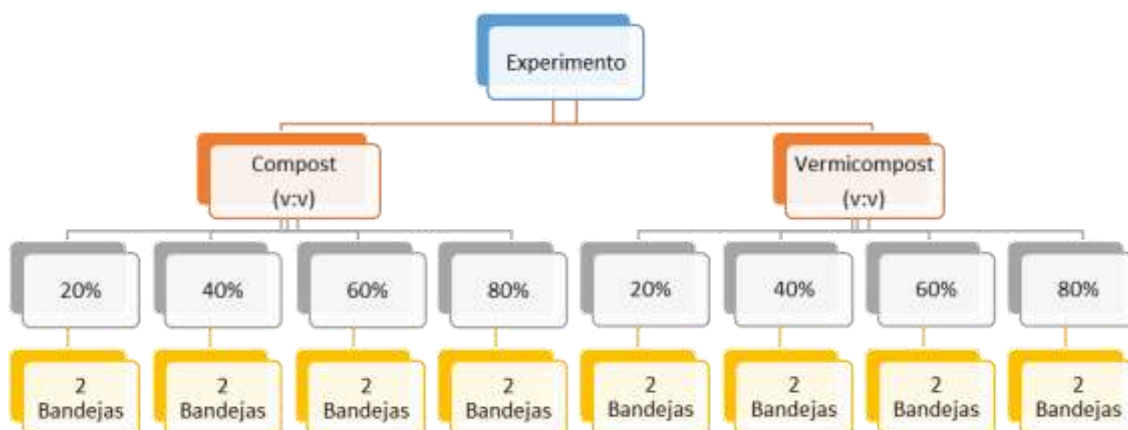 Experimento
Compost
(v:v)
Vermicompost
(v:v)
20%
40%
60%
80%
20%
40%
60%
80%
2
Bandejas
2
Bandejas
2
Bandejas
2
Bandejas
2
Bandejas
2
Bandejas
2
Bandejas
2
Bandejas